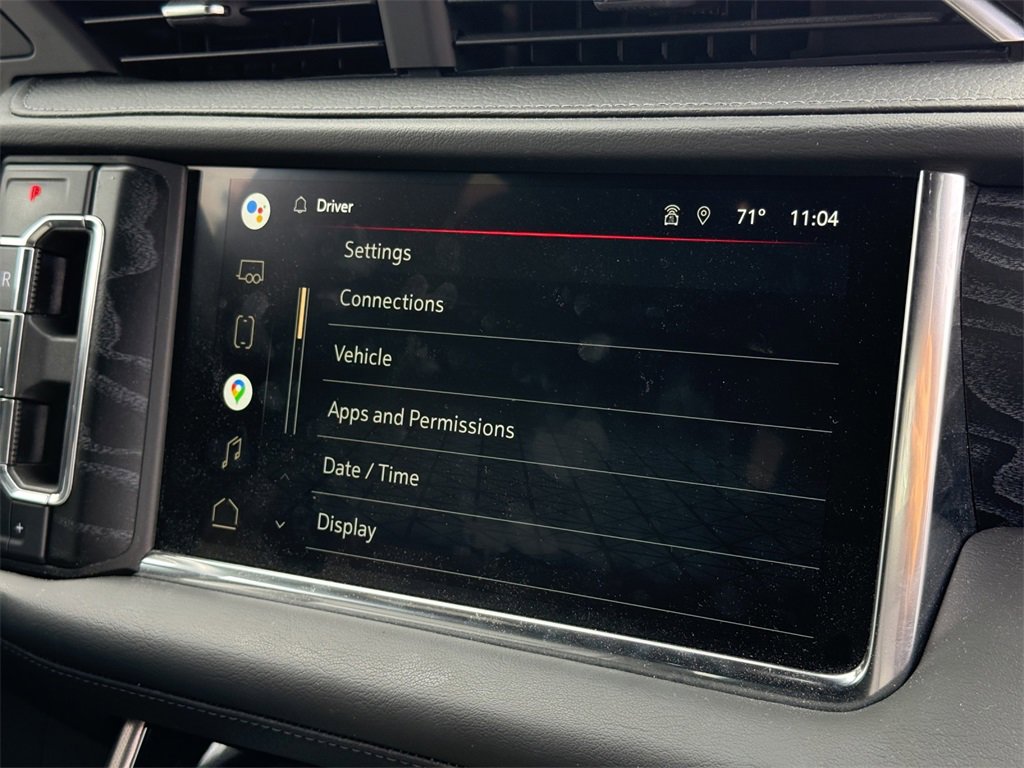 P
R
+
Driver
71° 11:04
Settings
Connections
Vehicle
Apps and Permissions
Date / Time
Display